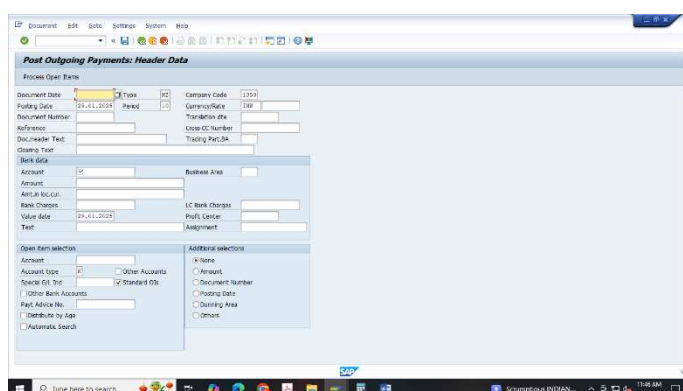 Document Edit Goto Settings System Help
Post Outgoing Payments: Header Data
Process Open Items
Document Date Type KZ Company Code 1350
Posting Date 29.01.2025 Period 10 Currency/Rate INR
Document Number Translation dte
Reference Cross-CC Number
Doc.Header Text Trading Part.BA
Clearing Text
Bank data
Account Business Area
Amount
Amt.in loc.cur.
Bank Charges LC Bank Charges
Value date 29.01.2025 Profit Center
Text Assignment
Open item selection Additional selections
Account None
Account type K Other Accounts Amount
Special G/L Ind Standard OIs Document Number
Other Bank Accounts Posting Date
Payt Advice No. Dunning Area
Distribute by Age Others
Automatic Search
SAP
Type here to search Scrumptious INDIAN... 11:46 AM